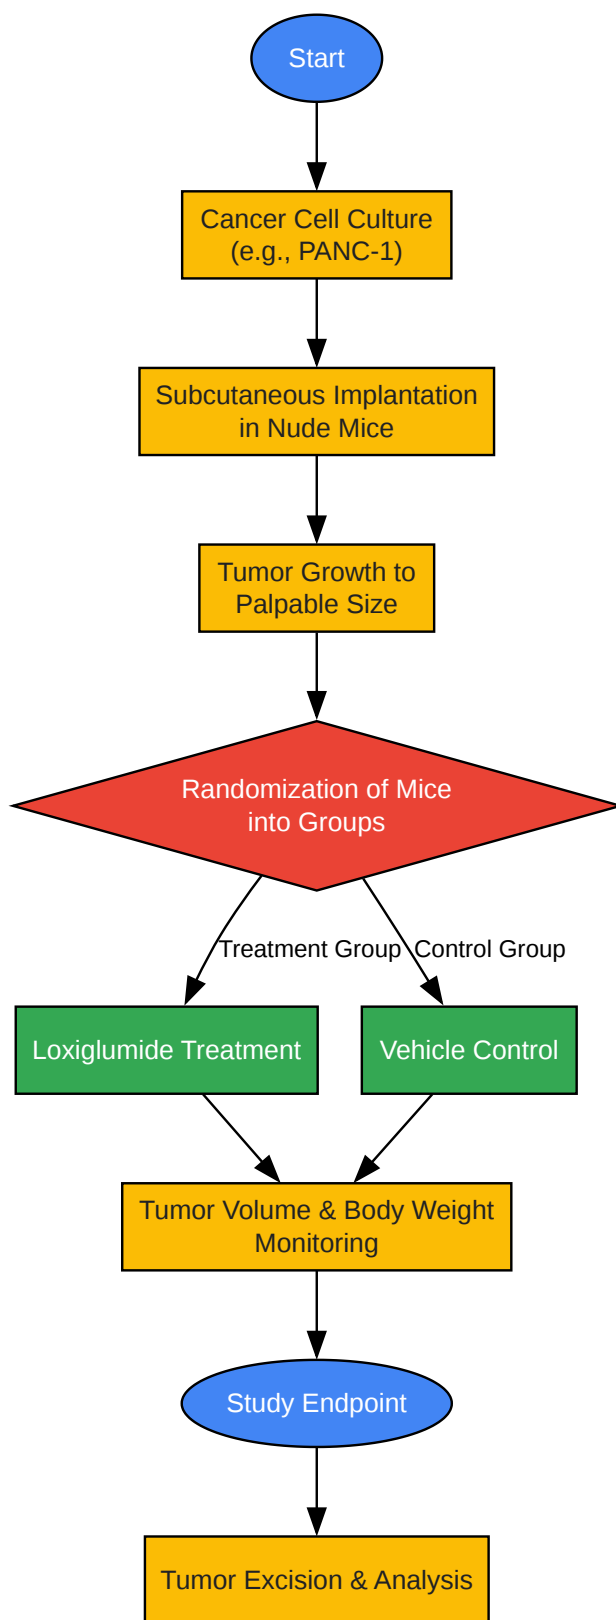 Start
Cancer Cell Culture
(e.g., PANC-1)
Subcutaneous Implantation
in Nude Mice
Tumor Growth to
Palpable Size
Randomization of Mice
into Groups
Treatment Group
Control Group
Loxiglumide Treatment
Vehicle Control
Tumor Volume & Body Weight
Monitoring
Study Endpoint
Tumor Excision & Analysis